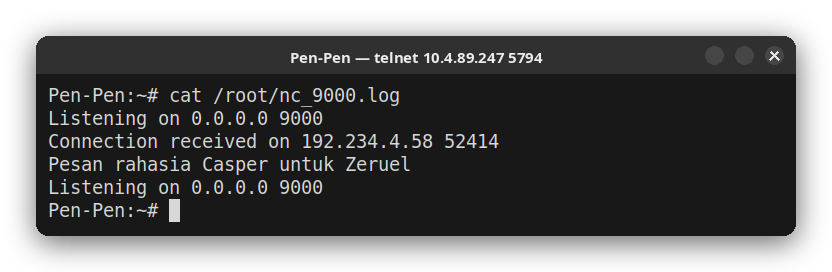 Pen-Pen — telnet 10.4.89.247 5794
Pen-Pen:~# cat /root/nc_9000.log
Listening on 0.0.0.0 9000
Connection received on 192.234.4.58 52414
Pesan rahasia Casper untuk Zeruel
Listening on 0.0.0.0 9000
Pen-Pen:~#